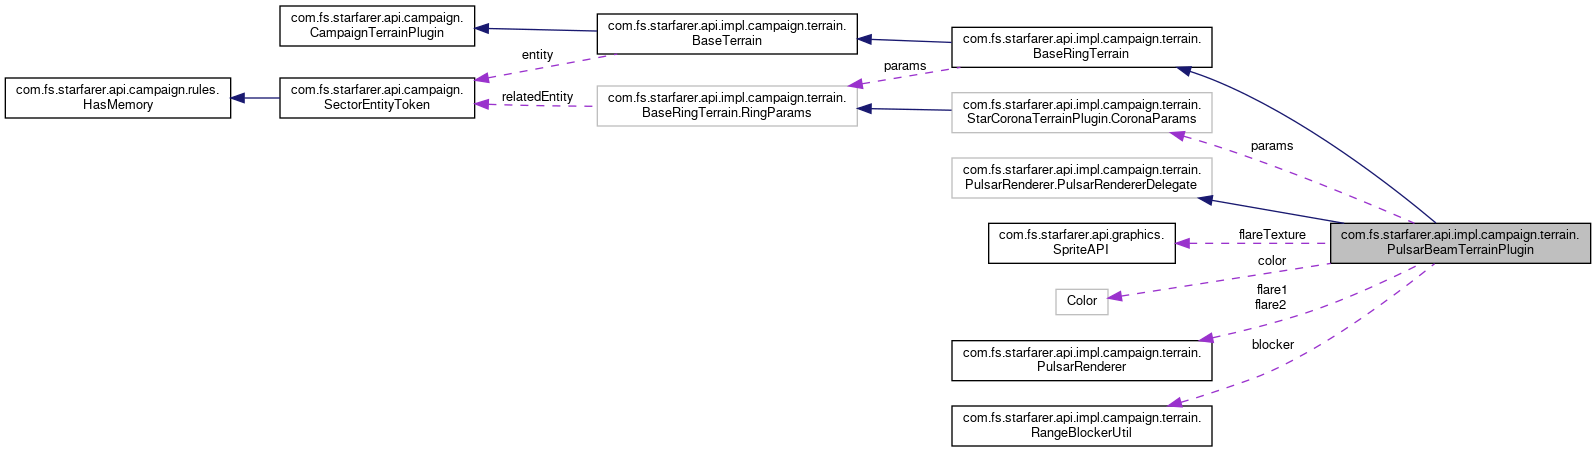 com.fs.starfarer.api.campaign.
CampaignTerrainPlugin
com.fs.starfarer.api.impl.campaign.terrain.
BaseTerrain
com.fs.starfarer.api.impl.campaign.terrain.
BaseRingTerrain
entity
params
com.fs.starfarer.api.campaign.rules.
HasMemory
com.fs.starfarer.api.campaign.
SectorEntityToken
relatedEntity
com.fs.starfarer.api.impl.campaign.terrain.
BaseRingTerrain.RingParams
com.fs.starfarer.api.impl.campaign.terrain.
StarCoronaTerrainPlugin.CoronaParams
params
com.fs.starfarer.api.impl.campaign.terrain.
PulsarRenderer.PulsarRendererDelegate
com.fs.starfarer.api.graphics.
SpriteAPI
flareTexture
com.fs.starfarer.api.impl.campaign.terrain.
PulsarBeamTerrainPlugin
color
Color
flare1
flare2
com.fs.starfarer.api.impl.campaign.terrain.
PulsarRenderer
blocker
com.fs.starfarer.api.impl.campaign.terrain.
RangeBlockerUtil